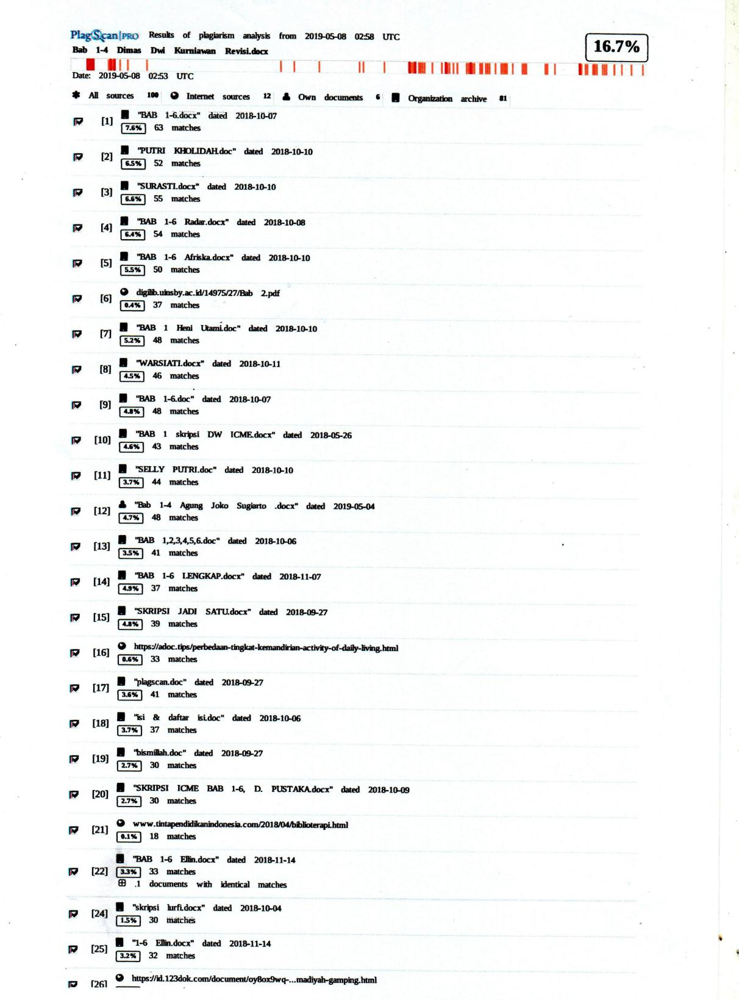 PlagScan|PRO Results of plagiarism analysis from 2019-05-08 02:58 UTC
16.7%
Bab 1-4 Dimas Dwi Kurniawan Revisi.docx
Date: 2019-05-08 02:53 UTC
All sources 100 Internet sources 12 Own documents 6 Organization archive 81
[1] "BAB 1-6.docx" dated 2018-10-07
7.6% 63 matches
[2] "PUTRI KHOLIDAH.doc" dated 2018-10-10
6.5% 52 matches
[3] "SURASTI.docx" dated 2018-10-10
6.6% 55 matches
[4] "BAB 1-6 Radar.docx" dated 2018-10-08
6.4% 54 matches
[5] "BAB 1-6 Afriska.docx" dated 2018-10-10
5.5% 50 matches
[6] digilib.uinsby.ac.id/14975/27/Bab 2.pdf
0.4% 37 matches
[7] "BAB 1 Heni Utami.doc" dated 2018-10-10
5.2% 48 matches
[8] "WARSIATI.docx" dated 2018-10-11
4.5% 46 matches
[9] "BAB 1-6.doc" dated 2018-10-07
4.8% 48 matches
[10] "BAB 1 skripsi DW ICME.docx" dated 2018-05-26
4.6% 43 matches
[11] "SELLY PUTRI.doc" dated 2018-10-10
3.7% 44 matches
[12] "Bab 1-4 Agung Joko Sugiarto .docx" dated 2019-05-04
4.7% 48 matches
[13] "BAB 1,2,3,4,5,6.doc" dated 2018-10-06
3.5% 41 matches
[14] "BAB 1-6 LENGKAP.docx" dated 2018-11-07
4.9% 37 matches
[15] "SKRIPSI JADI SATU.docx" dated 2018-09-27
4.8% 39 matches
[16] https://adoc.tips/perbedaan-tingkat-kemandirian-activity-of-daily-living.html
0.6% 33 matches
[17] "plagscan.doc" dated 2018-09-27
3.6% 41 matches
[18] "isi & daftar isi.doc" dated 2018-10-06
3.7% 37 matches
[19] "bismillah.doc" dated 2018-09-27
2.7% 30 matches
[20] "SKRIPSI ICME BAB 1-6, D. PUSTAKA.docx" dated 2018-10-09
2.7% 30 matches
[21] www.tintapendidikanindonesia.com/2018/04/biblioterapi.html
0.1% 18 matches
[22] "BAB 1-6 Ellin.docx" dated 2018-11-14
3.3% 33 matches
1 documents with identical matches
[24] "skripsi lurfi.docx" dated 2018-10-04
1.5% 30 matches
[25] "1-6 Ellin.docx" dated 2018-11-14
3.2% 32 matches
[26] https://id.123dok.com/document/oy8ox9wq-...madiyah-gamping.html